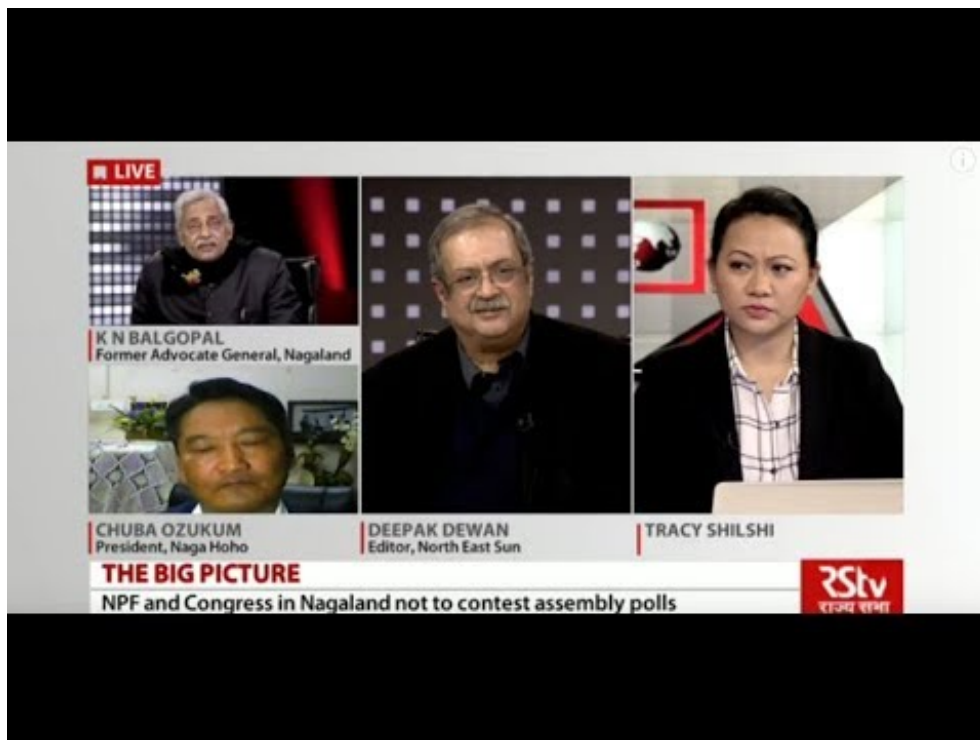 LIVE
K N BALGOPAL
Former Advocate General, Nagaland
CHUBA OZUKUM
President, Naga Hoho
DEEPAK DEWAN
Editor, North East Sun
TRACY SHILSHI
THE BIG PICTURE
NPF and Congress in Nagaland not to contest assembly polls
RStv
राज्य सभा